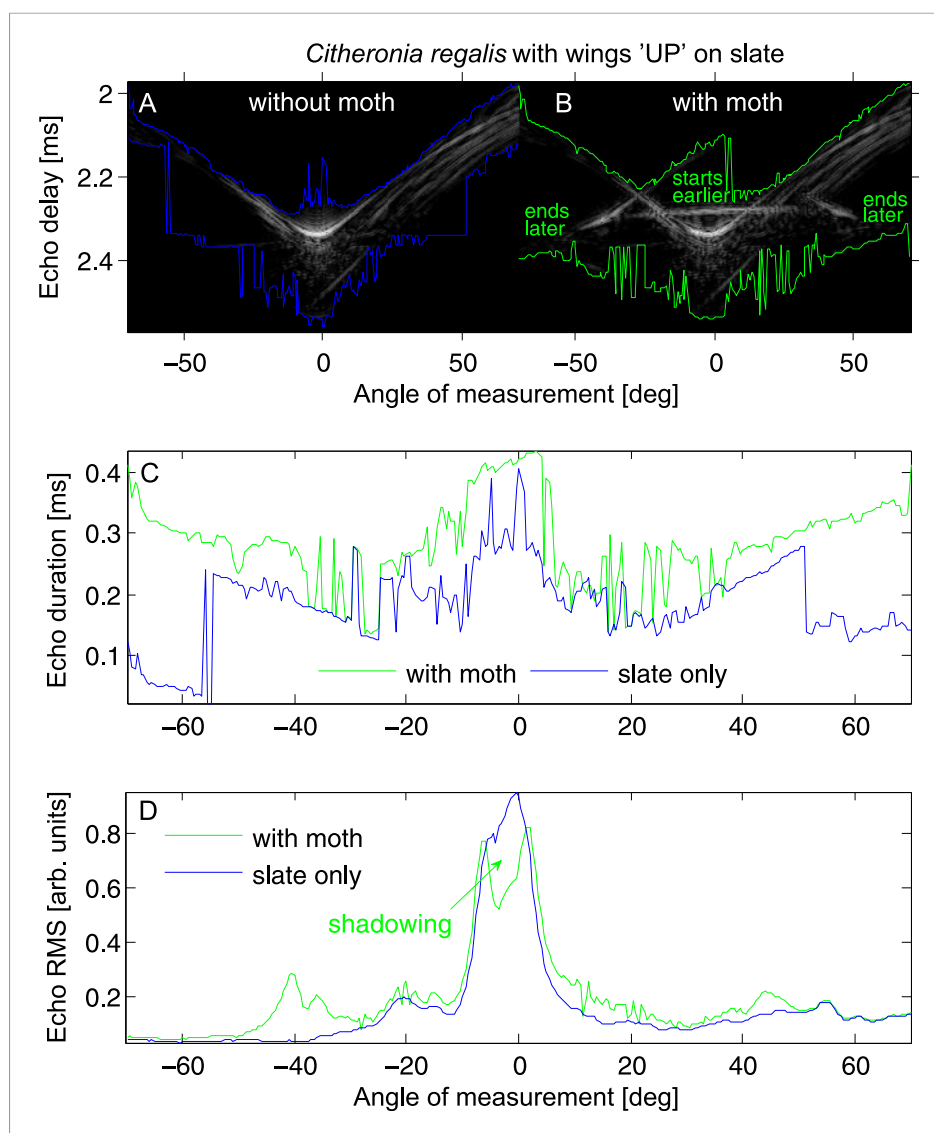 Citheronia regalis with wings 'UP' on slate
A
without moth
B
with moth
2
2.2
2.4
Echo delay [ms]
starts
earlier
ends
later
ends
later
−50
0
50
−50
0
50
Angle of measurement [deg]
C
0.4
0.3
0.2
0.1
Echo duration [ms]
with moth
slate only
−60
−40
−20
0
20
40
60
D
0.8
0.6
0.4
0.2
Echo RMS [arb. units]
with moth
slate only
shadowing
−60
−40
−20
0
20
40
60
Angle of measurement [deg]